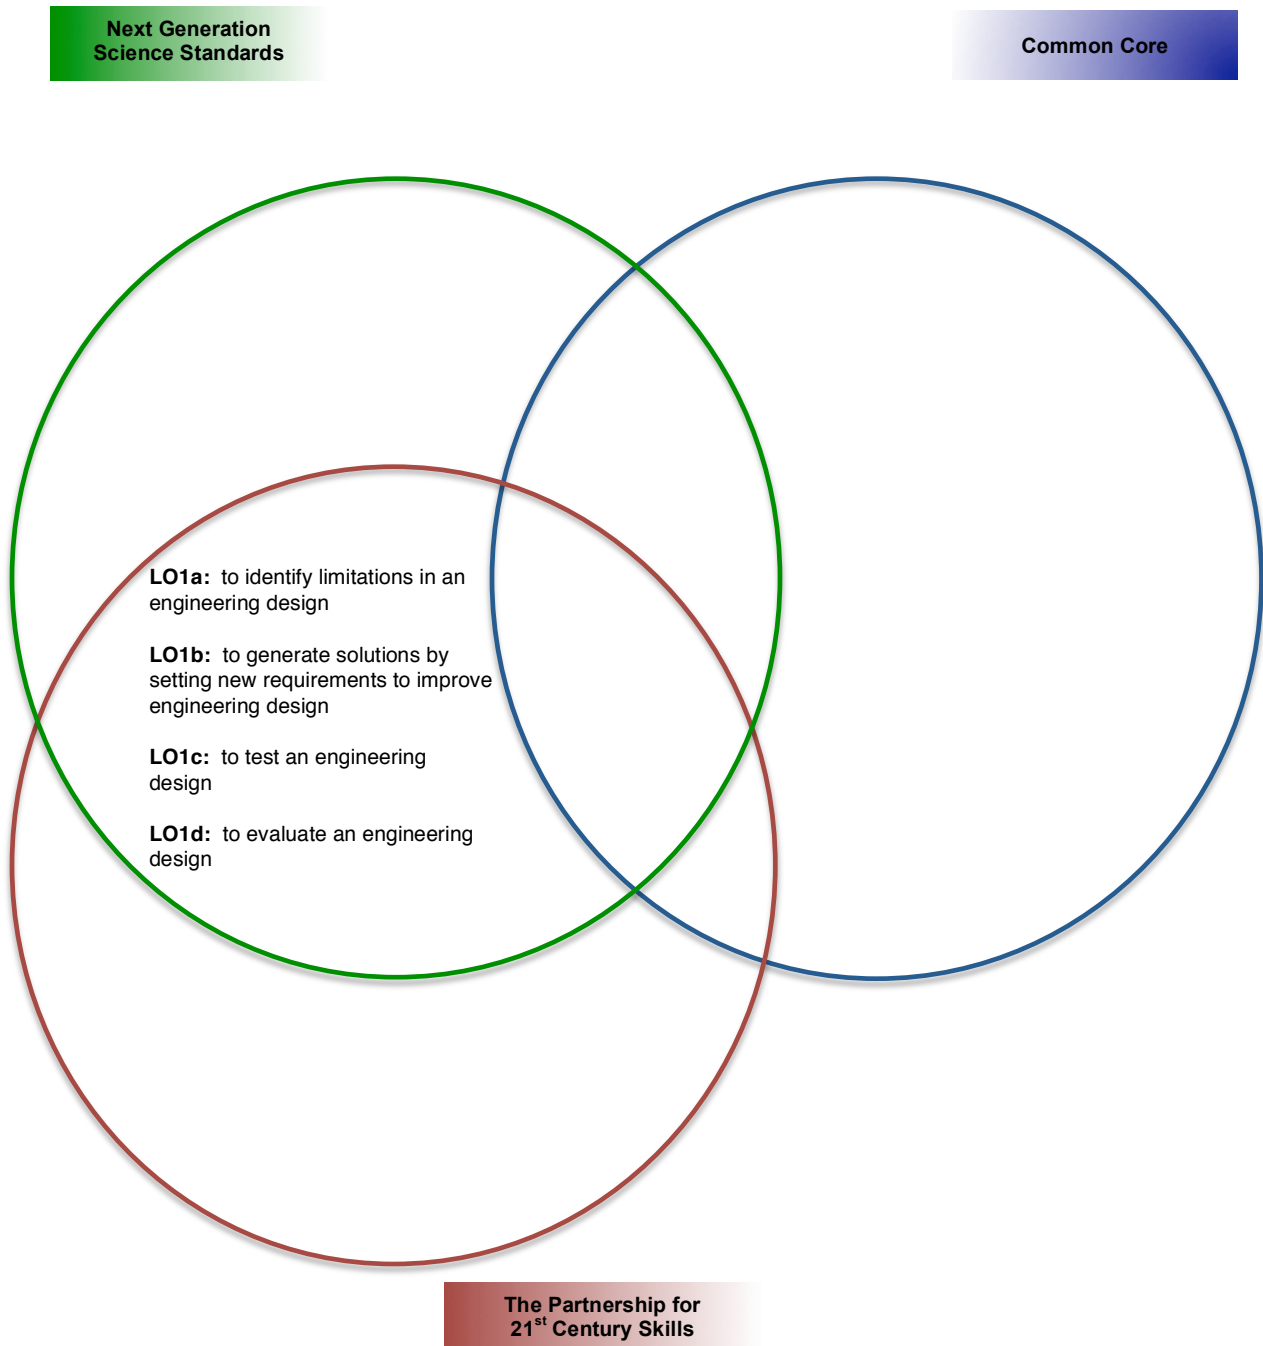 Next Generation
Science Standards
Common Core
LO1a: to identify limitations in an
engineering design
LO1b: to generate solutions by
setting new requirements to improve
engineering design
LO1c: to test an engineering
design
LO1d: to evaluate an engineering
design
The Partnership for
21st Century Skills